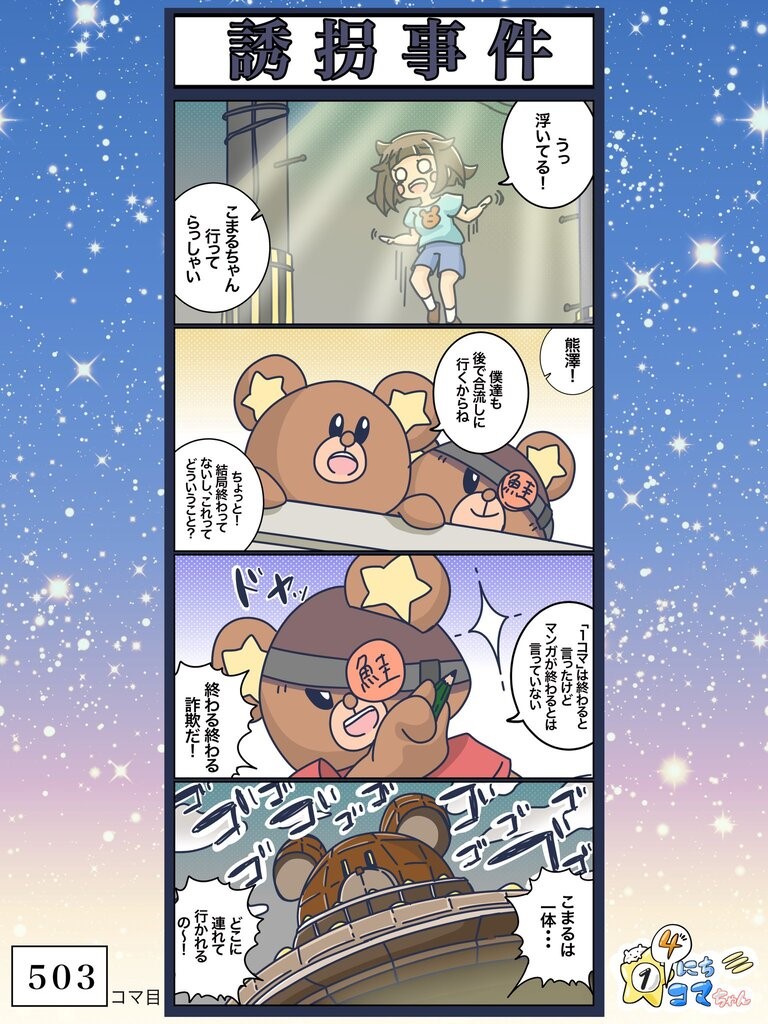 誘拐事件
うっ
浮いてる！
こまるちゃん
行って
らっしゃい
熊澤！
僕達も
後で合流しに
行くからね
鮭
ちょっと！
結局終わって
ないし、これって
どういうこと？
「1コマ」は終わると
言ったけど
マンガが終わるとは
言っていない
ドヤッ
鮭
終わる終わる
詐欺だ！
ゴゴゴゴゴゴゴゴ
こまるは
一体・・・
どこに
連れて
行かれる
の〜！
503
コマ目
4
1
にち
コマ
ちゃん